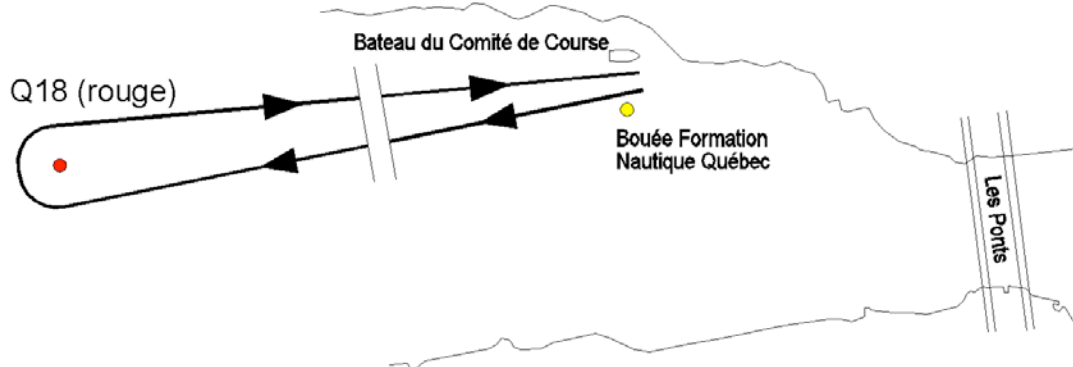 Bateau du Comité de Course
Q18 (rouge)
Bouée Formation
Nautique Québec
Les Ponts